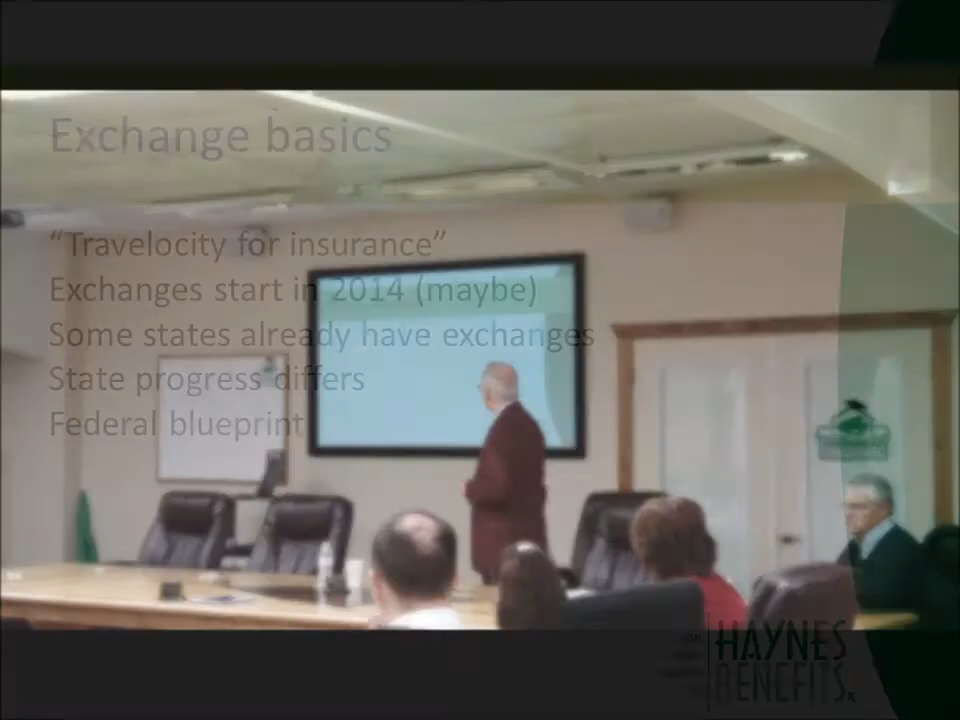 Exchange basics
“Travelocity for insurance”
Exchanges start in 2014 (maybe)
Some states already have exchanges
State progress differs
Federal blueprint
HAYNES
BENEFITS